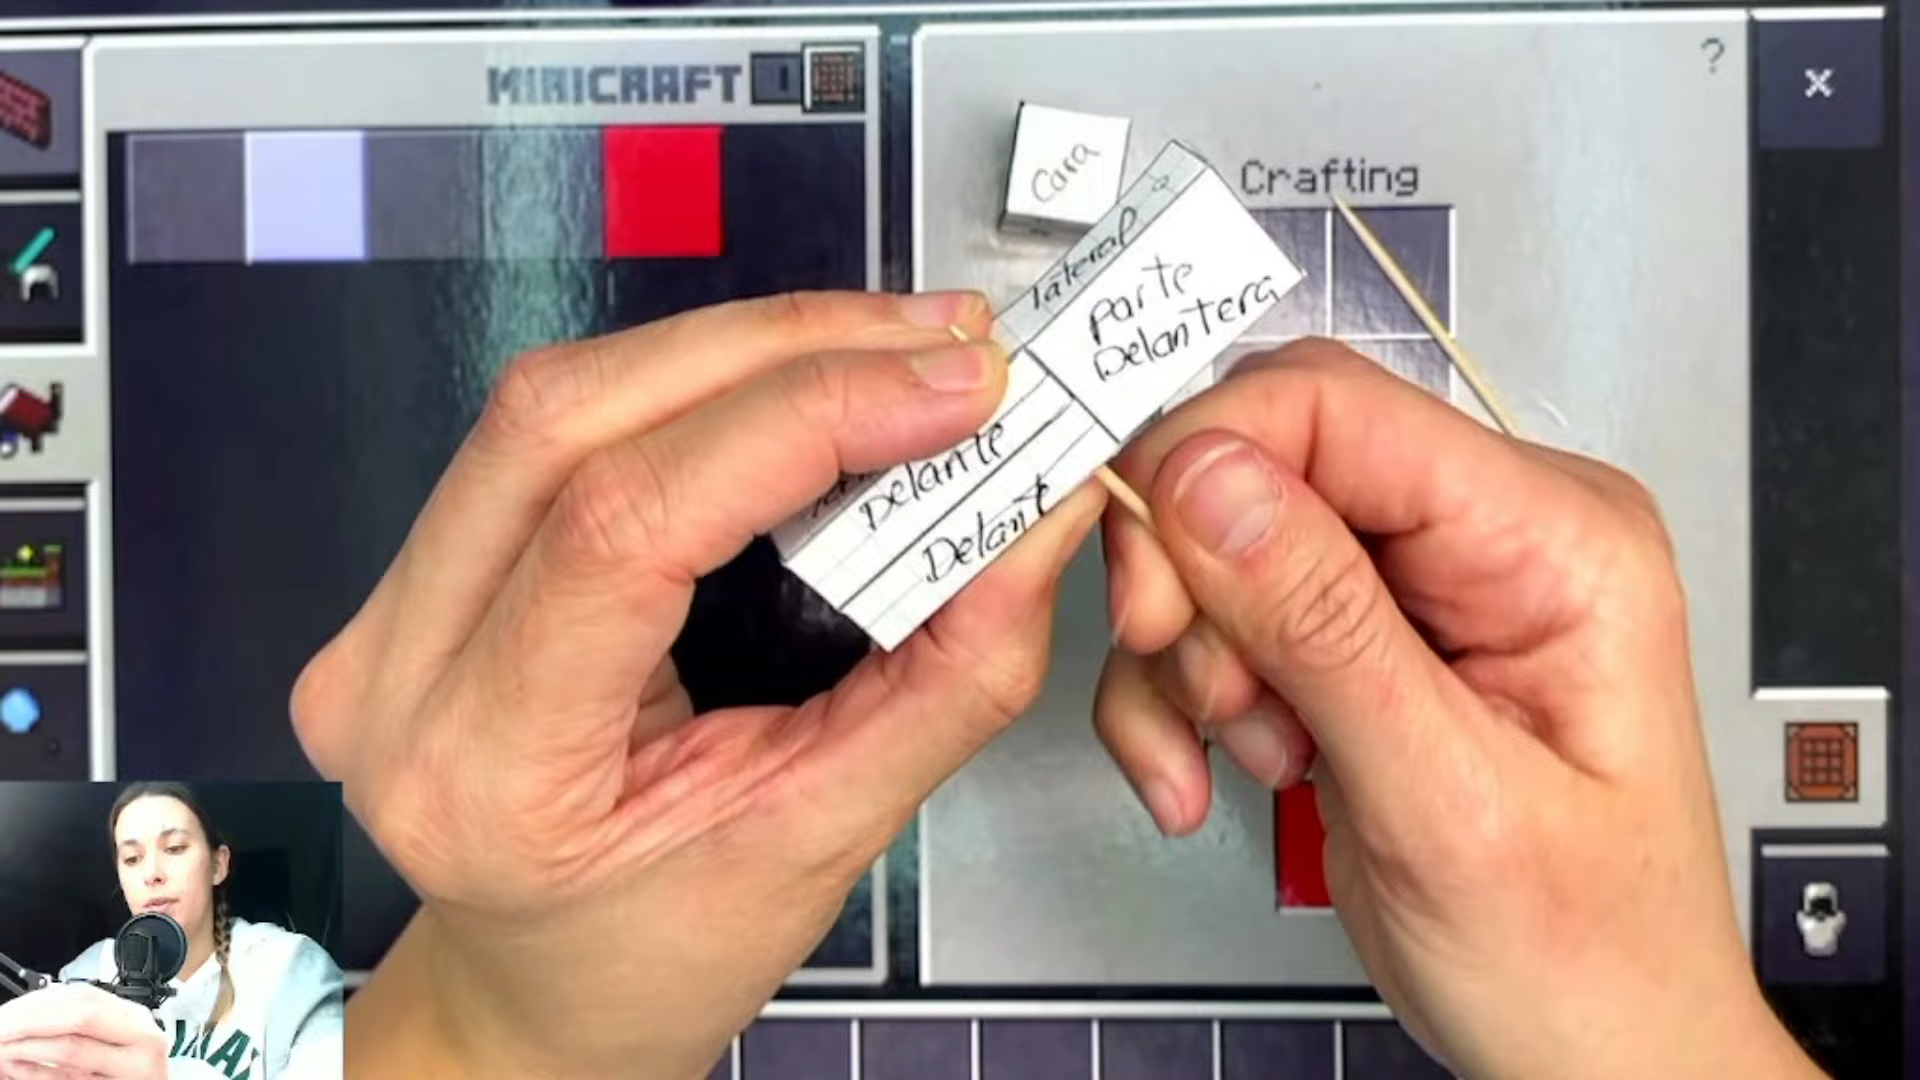 MINICRAFT
?
Crafting
Cara
lateral
Parte
Delantera
Delante
Delant